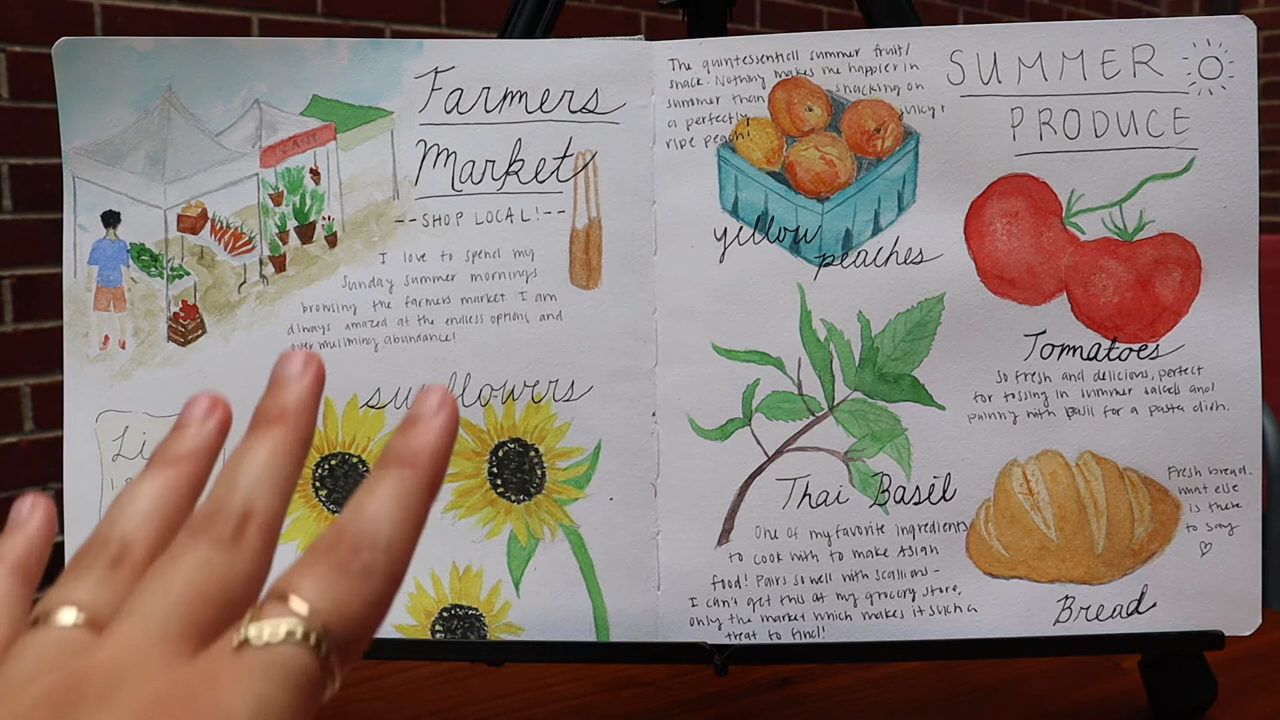 Farmers
Market
--SHOP LOCAL!--
I love to spend my
Sunday summer mornings
browsing the farmers market. I am
always amazed at the endless options and
over mulming abundance!
sunflowers
Li
The quintessentiall summer fruit/
snack. Nothing makes me happier in
summer than snacking on
a perfectly juicy,
ripe peach!
yellow
peaches
SUMMER
PRODUCE
Tomatoes
so fresh and delicious, perfect
for tossing in summer salads and
pairing with basil for a pasta dish.
Thai Basil
One of my favorite ingredients
to cook with to make Asian
food! Pairs so well with scallions-
I can't get this at my grocery store,
only the market which makes it such a
treat to find!
Fresh bread.
what else
is there
to say
Bread